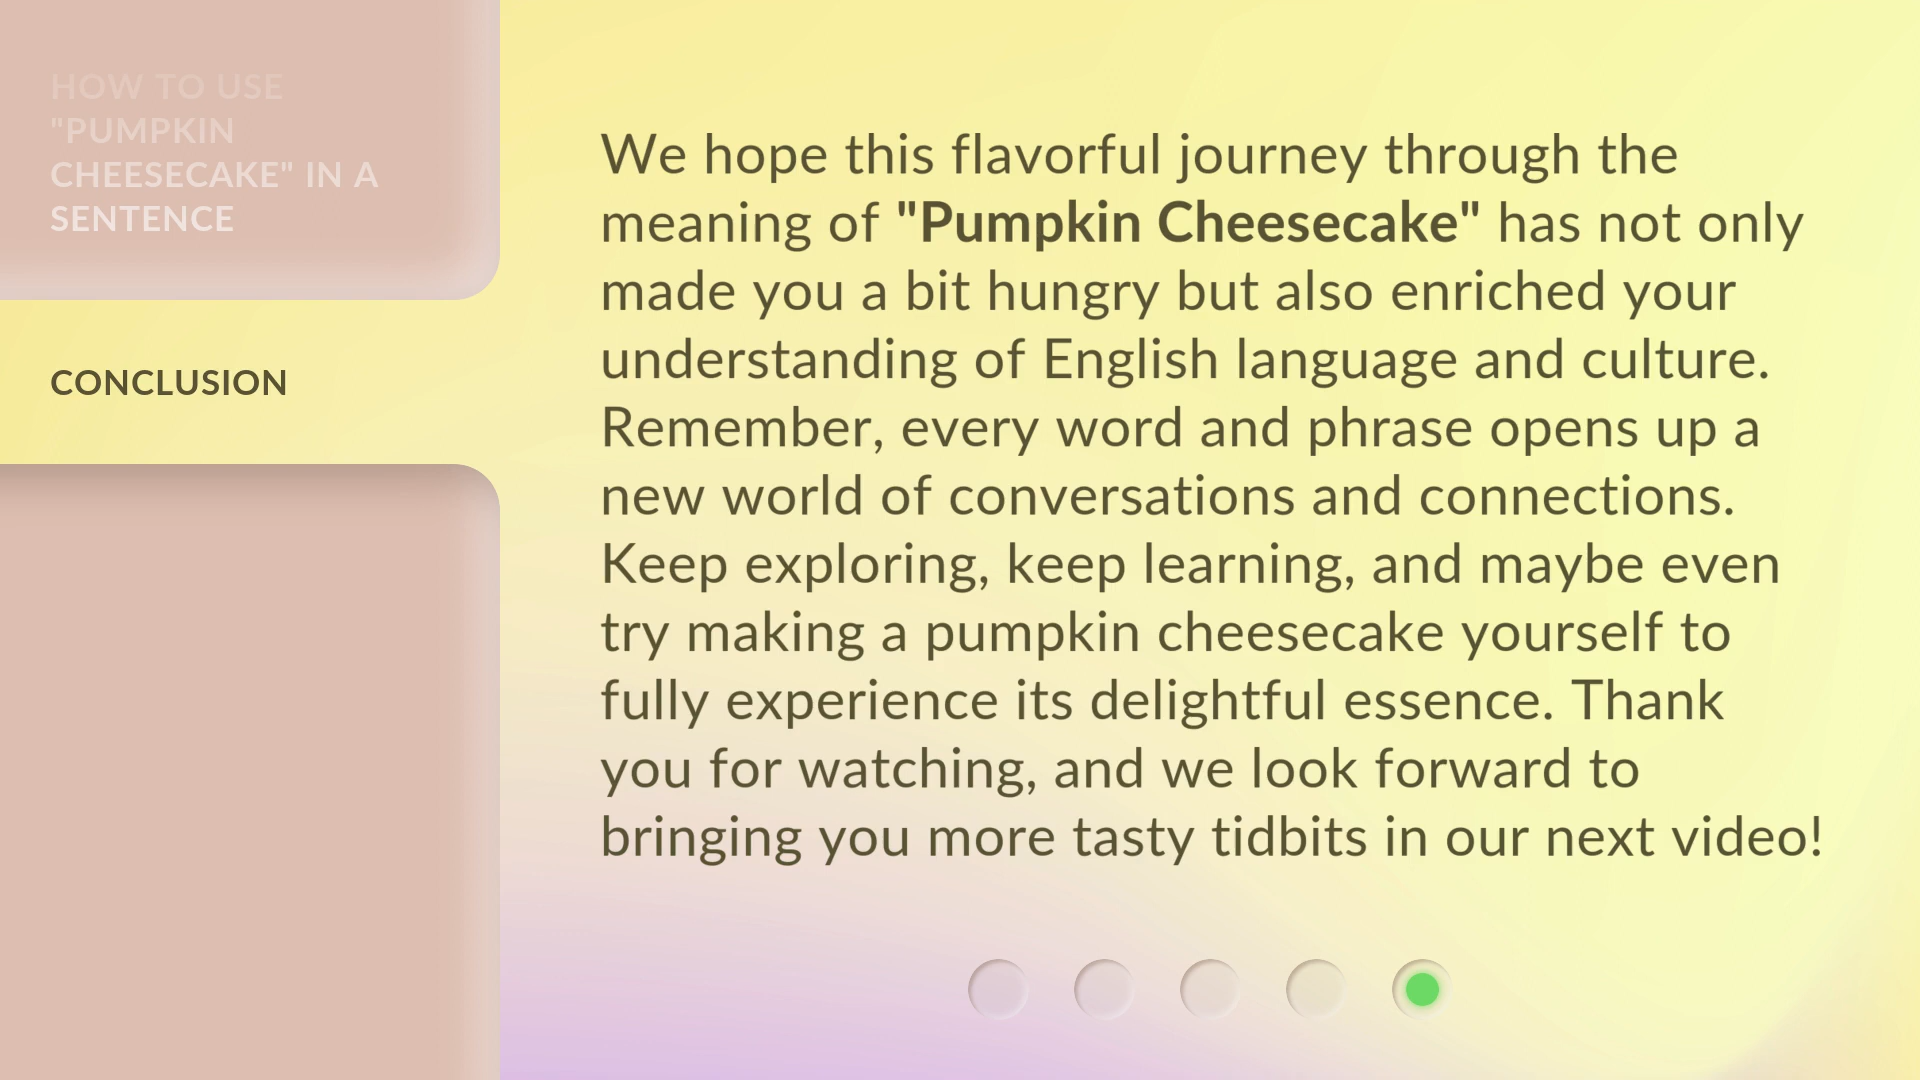 HOW TO USE
"PUMPKIN
CHEESECAKE" IN A
SENTENCE
CONCLUSION
We hope this flavorful journey through the
meaning of "Pumpkin Cheesecake" has not only
made you a bit hungry but also enriched your
understanding of English language and culture.
Remember, every word and phrase opens up a
new world of conversations and connections.
Keep exploring, keep learning, and maybe even
try making a pumpkin cheesecake yourself to
fully experience its delightful essence. Thank
you for watching, and we look forward to
bringing you more tasty tidbits in our next video!